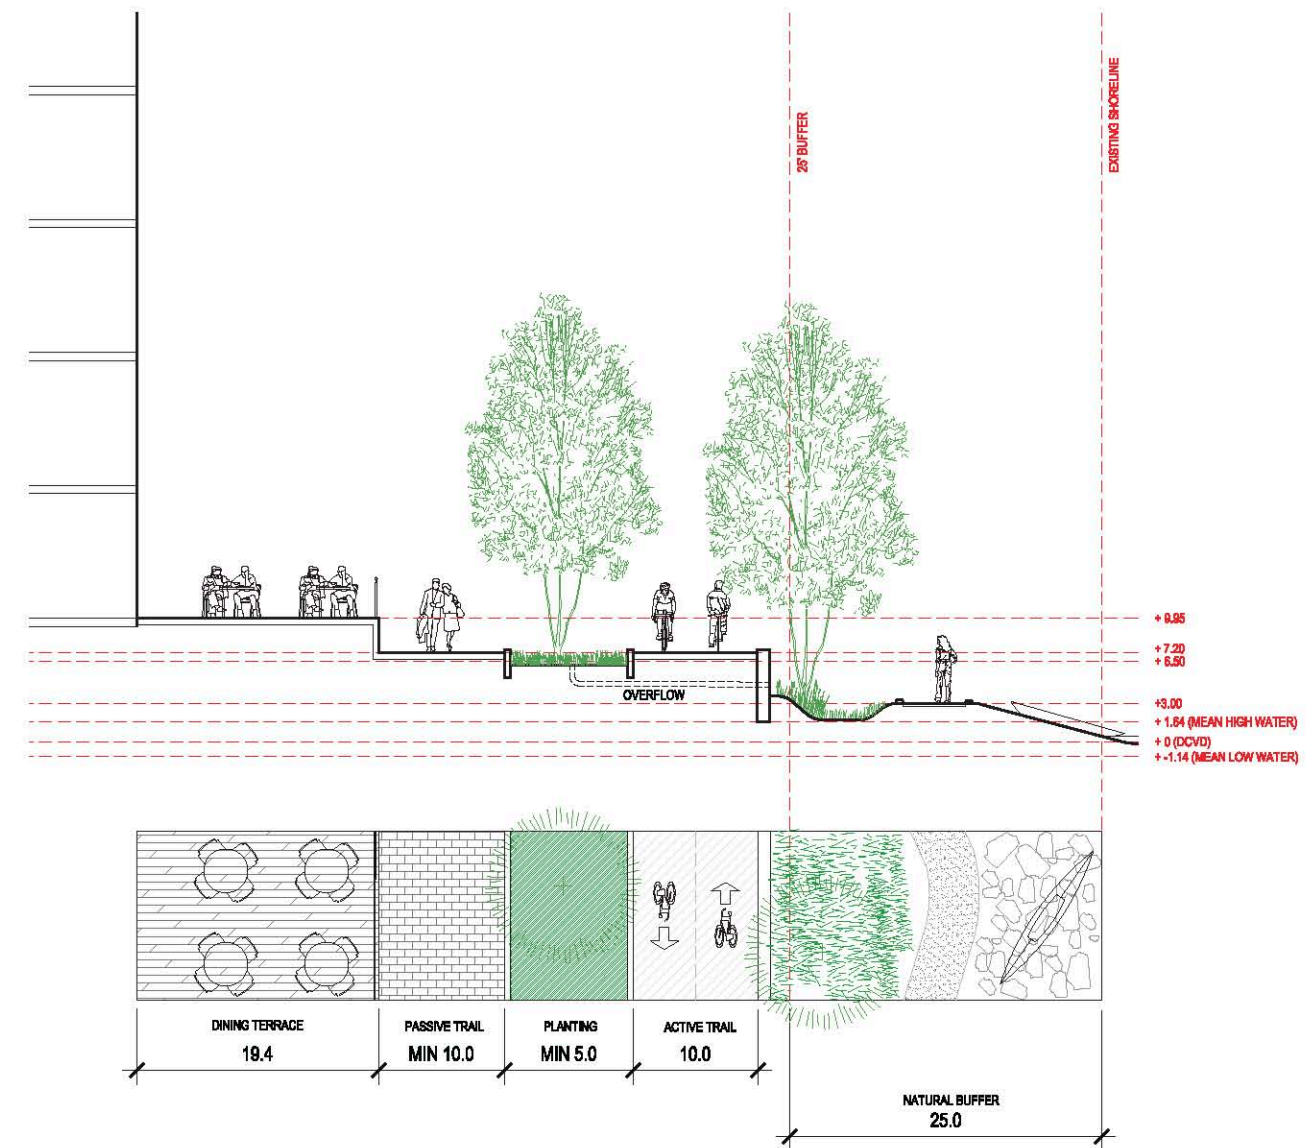 25' BUFFER
EXISTING SHORELINE
+ 9.95
+ 7.20
+ 6.50
OVERFLOW
+3.00
+ 1.64 (MEAN HIGH WATER)
+ 0 (DCVD)
+ -1.14 (MEAN LOW WATER)
DINING TERRACE
19.4
PASSIVE TRAIL
MIN 10.0
PLANTING
MIN 5.0
ACTIVE TRAIL
10.0
NATURAL BUFFER
25.0